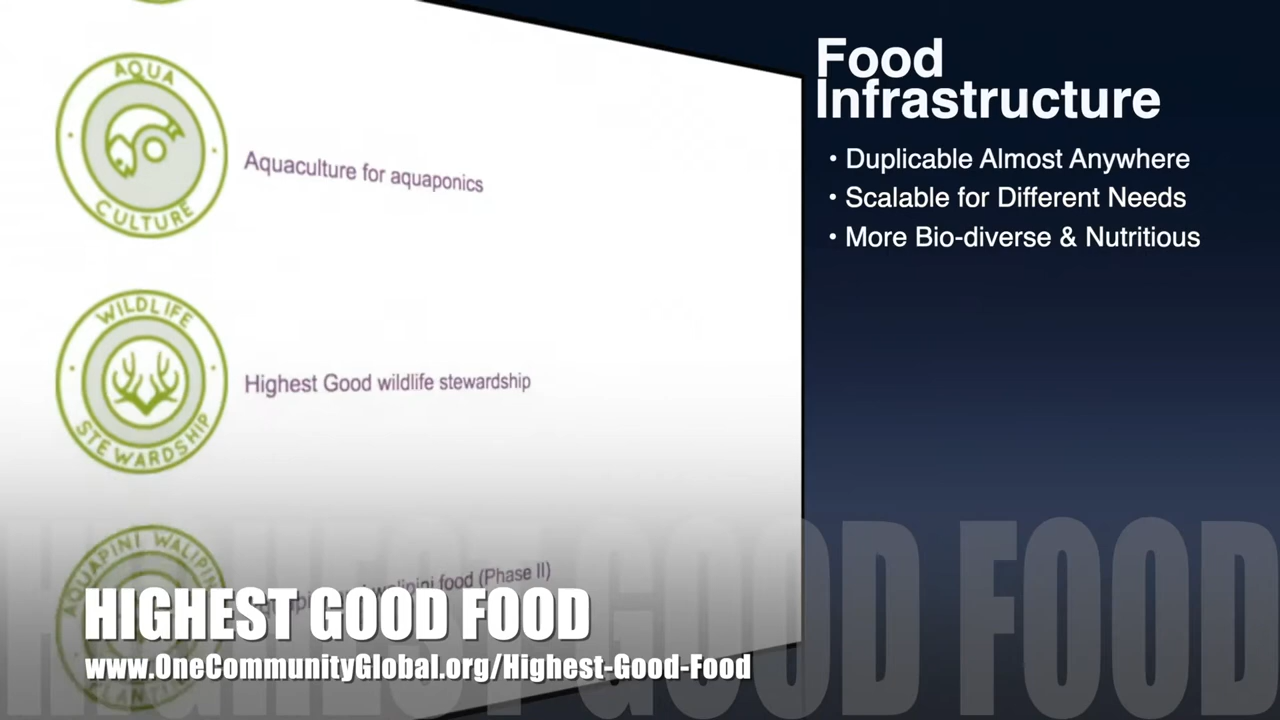 AQUA
CULTURE
Aquaculture for aquaponics
WILDLIFE
STEWARDSHIP
Highest Good wildlife stewardship
AQUAPINI WALIPINI
food (Phase II)
Food
Infrastructure
• Duplicable Almost Anywhere
• Scalable for Different Needs
• More Bio-diverse & Nutritious
HIGHEST GOOD FOOD
HIGHEST GOOD FOOD
www.OneCommunityGlobal.org/Highest-Good-Food